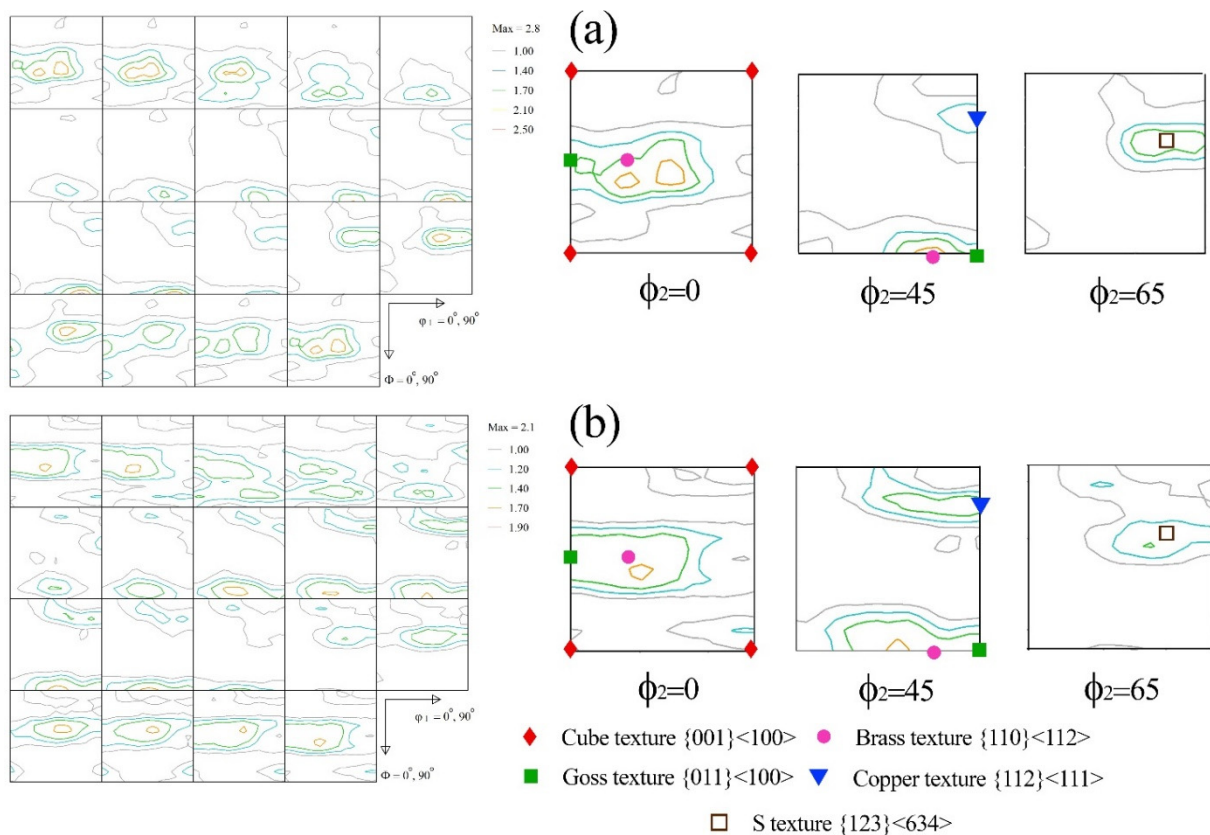 Max = 2.8
1.00
1.40
1.70
2.10
2.50
φ1 = 0°, 90°
Φ = 0°, 90°
(a)
ϕ2=0
ϕ2=45
ϕ2=65
Max = 2.1
1.00
1.20
1.40
1.70
1.90
φ1 = 0°, 90°
Φ = 0°, 90°
(b)
ϕ2=0
ϕ2=45
ϕ2=65
Cube texture {001}<100>
Brass texture {110}<112>
Goss texture {011}<100>
Copper texture {112}<111>
S texture {123}<634>